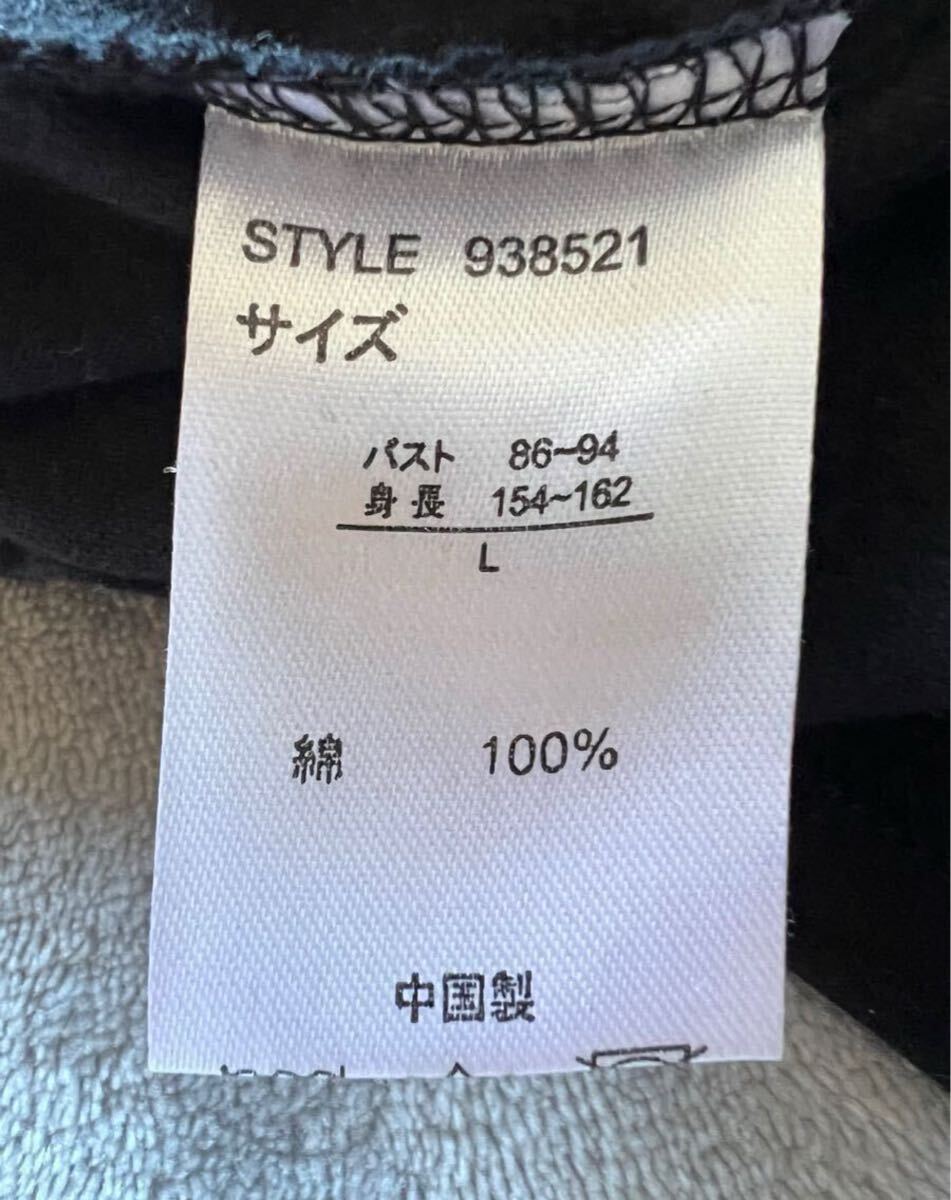 STYLE 938521
サイズ
バスト 86~94
身長 154~162
L
綿 100%
中国製